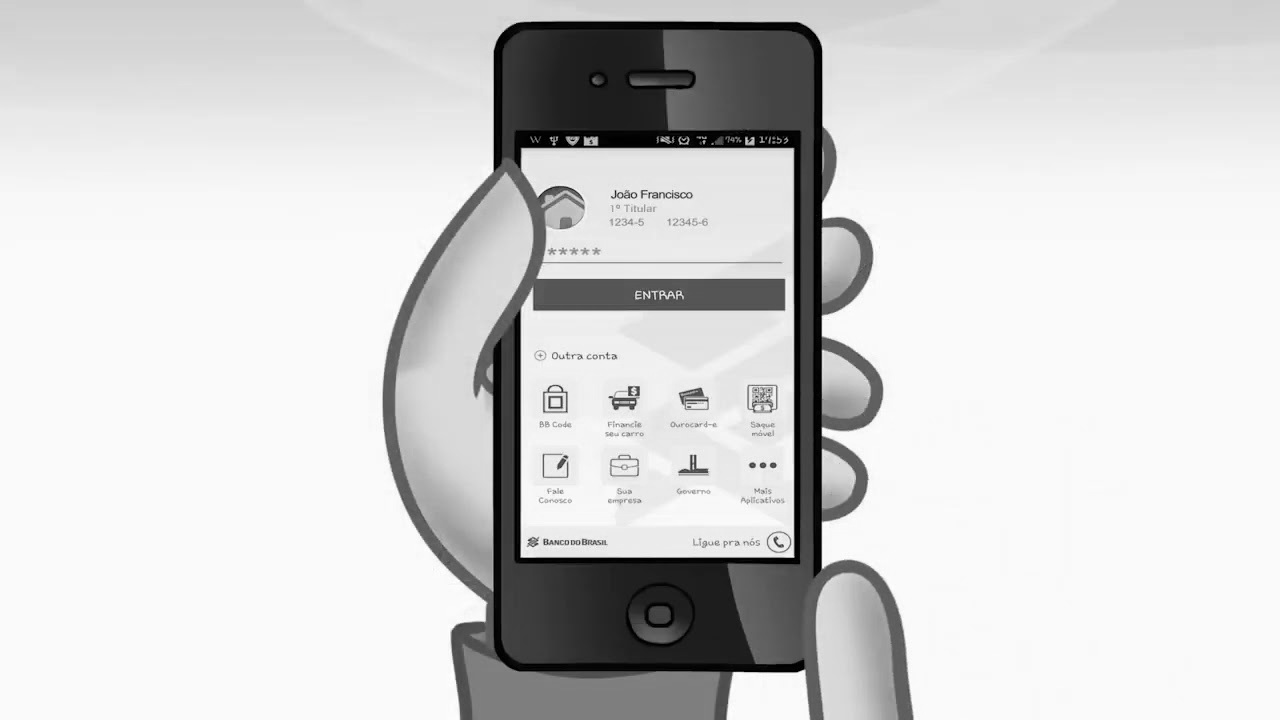 74% 17:53
João Francisco
1º Titular
1234-5 12345-6
*****
ENTRAR
Outra conta
BB Code Financie seu carro Ourocard-e Saque móvel
Fale Conosco Sua empresa Governo Mais Aplicativos
BANCO DO BRASIL Ligue pra nós